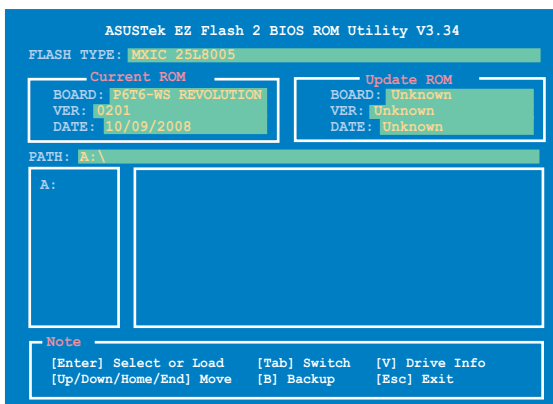 ASUSTek EZ Flash 2 BIOS ROM Utility V3.34
FLASH TYPE: MXIC 25L8005
Current ROM
BOARD: P6T6-WS REVOLUTION
VER: 0201
DATE: 10/09/2008
Update ROM
BOARD: Unknown
VER: Unknown
DATE: Unknown
PATH: A:\
A:
Note
[Enter] Select or Load [Tab] Switch [V] Drive Info
[Up/Down/Home/End] Move [B] Backup [Esc] Exit